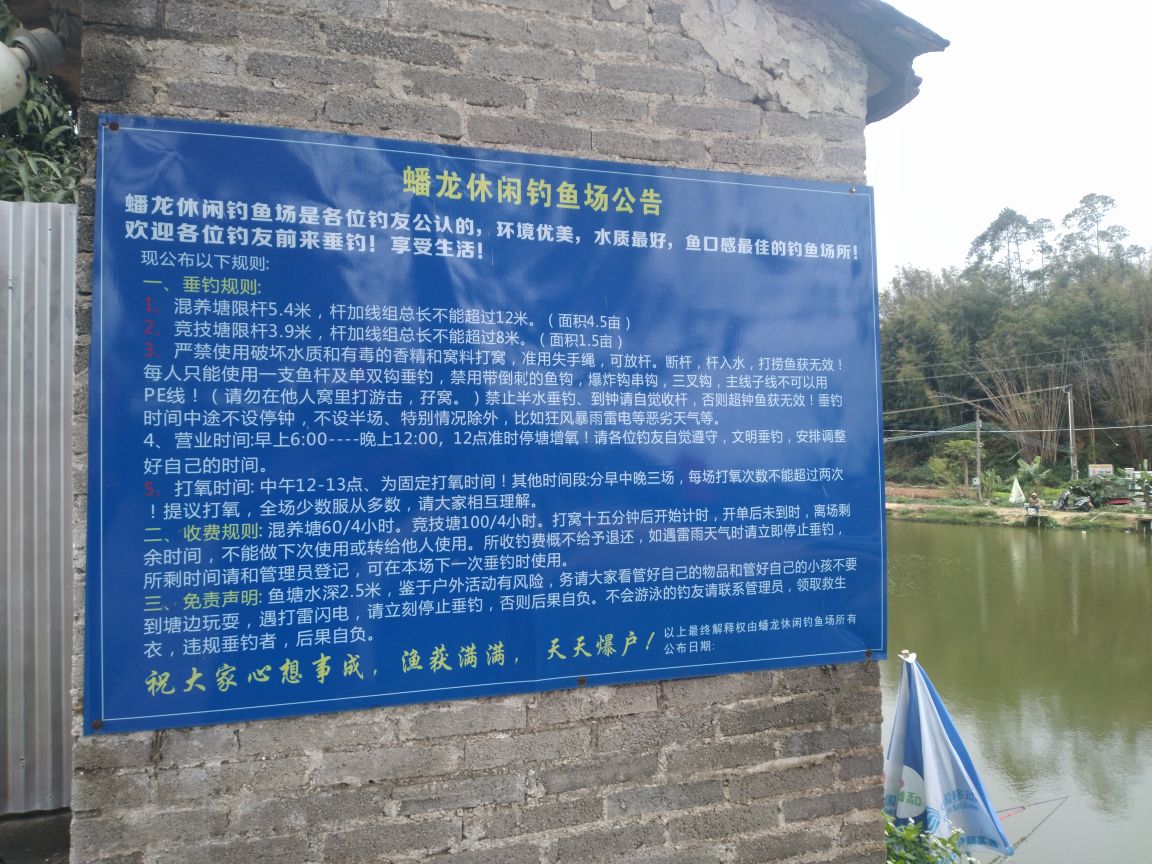 蟠龙休闲钓鱼场公告
蟠龙休闲钓鱼场是各位钓友公认的，环境优美，水质最好，鱼口感最佳的钓鱼场所！
欢迎各位钓友前来垂钓！享受生活！
现公布以下规则:
一、垂钓规则:
1、混养塘限杆5.4米，杆加线组总长不能超过12米。（面积4.5亩）
2、竞技塘限杆3.9米，杆加线组总长不能超过8米。（面积1.5亩）
3、严禁使用破坏水质和有毒的香精和窝料打窝，准用失手绳，可放杆。断杆，杆入水，打捞鱼获无效！
每人只能使用一支鱼杆及单双钩垂钓，禁用带倒刺的鱼钩，爆炸钩串钩，三叉钩，主线子线不可以用
PE线！（请勿在他人窝里打游击，孖窝。）禁止半水垂钓、到钟请自觉收杆，否则超钟鱼获无效！垂钓
时间中途不设停钟，不设半场、特别情况除外，比如狂风暴雨雷电等恶劣天气等。
4、营业时间:早上6:00----晚上12:00, 12点准时停塘增氧！请各位钓友自觉遵守，文明垂钓，安排调整
好自己的时间。
5、打氧时间: 中午12-13点、为固定打氧时间！其他时间段:分早中晚三场，每场打氧次数不能超过两次
！提议打氧，全场少数服从多数，请大家相互理解。
二、收费规则: 混养塘60/4小时。竞技塘100/4小时。打窝十五分钟后开始计时，开单后未到时，离场剩
余时间，不能做下次使用或转给他人使用。所收钓费概不给予退还，如遇雷雨天气时请立即停止垂钓，
所剩时间请和管理员登记，可在本场下一次垂钓时使用。
三、免责声明: 鱼塘水深2.5米，鉴于户外活动有风险，务请大家看管好自己的物品和管好自己的小孩不要
到塘边玩耍，遇打雷闪电，请立刻停止垂钓，否则后果自负。不会游泳的钓友请联系管理员，领取救生
衣，违规垂钓者，后果自负。
祝大家心想事成，渔获满满，天天爆户！
以上最终解释权由蟠龙休闲钓鱼场所有
公布日期: